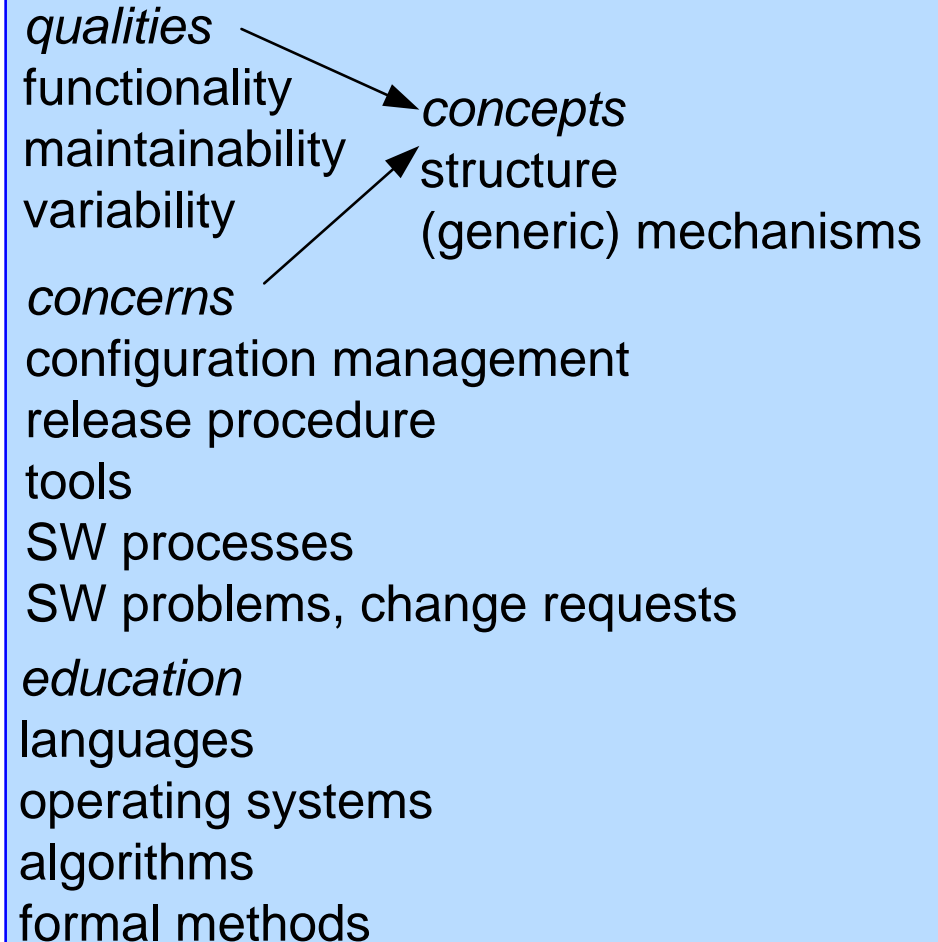 qualities
functionality
maintainability
variability
concepts
structure
(generic) mechanisms
concerns
configuration management
release procedure
tools
SW processes
SW problems, change requests
education
languages
operating systems
algorithms
formal methods